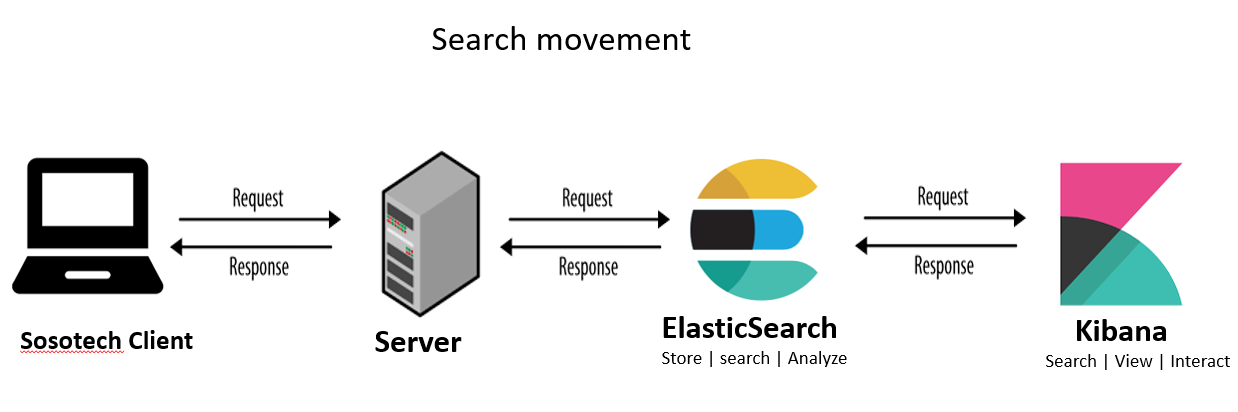 Search movement
Request
Response
Request
Response
Request
Response
Sosotech Client
Server
ElasticSearch
Store | search | Analyze
Kibana
Search | View | Interact